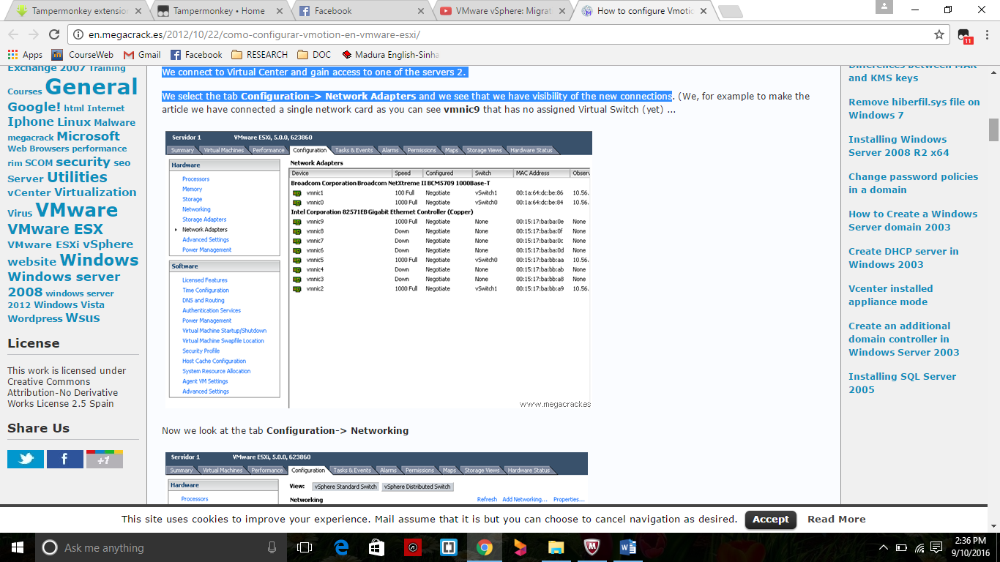 Tampermonkey extension
Tampermonkey • Home
Facebook
VMware vSphere: Migrat
How to configure Vmotio
en.megacrack.es/2012/10/22/como-configurar-vmotion-en-vmware-esxi/
11
Apps CourseWeb Gmail Facebook RESEARCH DOC Madura English-Sinha
Exchange 2007 Training
Courses General
Google! html Internet
Iphone Linux Malware
megacrack Microsoft
Web Browsers performance
rim SCOM security seo
Server Utilities
vCenter Virtualization
Virus VMware
VMware ESX
VMware ESXi vSphere
website Windows
Windows server
2008 windows server
2012 Windows Vista
Wordpress Wsus
License
This work is licensed under
Creative Commons
Attribution-No Derivative
Works License 2.5 Spain
Share Us
+1
We connect to Virtual Center and gain access to one of the servers 2.
We select the tab Configuration-> Network Adapters and we see that we have visibility of the new connections. (We, for example to make the
article we have connected a single network card as you can see vmnic9 that has no assigned Virtual Switch (yet) ...
Servidor 1 VMware ESXi, 5.0.0, 623860
Summary Virtual Machines Performance Configuration Tasks & Events Alarms Permissions Maps Storage Views Hardware Status
Hardware
Processors
Memory
Storage
Networking
Storage Adapters
Network Adapters
Advanced Settings
Power Management
Software
Licensed Features
Time Configuration
DNS and Routing
Authentication Services
Power Management
Virtual Machine Startup/Shutdown
Virtual Machine Swapfile Location
Security Profile
Host Cache Configuration
System Resource Allocation
Agent VM Settings
Advanced Settings
Network Adapters
Device Speed Configured Switch MAC Address Observ
Broadcom Corporation Broadcom NetXtreme II BCM5709 1000Base-T
vmnic1 100 Full Negotiate vSwitch1 00:1a:64:dc:be:86 10.56.
vmnic0 1000 Full Negotiate vSwitch0 00:1a:64:dc:be:84 10.56.
Intel Corporation 82571EB Gigabit Ethernet Controller (Copper)
vmnic9 1000 Full Negotiate None 00:15:17:ba:ba:0e None
vmnic8 Down Negotiate None 00:15:17:ba:ba:0f None
vmnic7 Down Negotiate None 00:15:17:ba:ba:0c None
vmnic6 Down Negotiate None 00:15:17:ba:ba:0d None
vmnic5 1000 Full Negotiate vSwitch0 00:15:17:ba:bb:aa 10.56.
vmnic4 Down Negotiate None 00:15:17:ba:bb:ab None
vmnic3 Down Negotiate None 00:15:17:ba:bb:a8 None
vmnic2 1000 Full Negotiate vSwitch1 00:15:17:ba:bb:a9 10.56.
www.megacrack.es
Now we look at the tab Configuration-> Networking
Servidor 1 VMware ESXi, 5.0.0, 623860
Summary Virtual Machines Performance Configuration Tasks & Events Alarms Permissions Maps Storage Views Hardware Status
Hardware
Processors
View: vSphere Standard Switch vSphere Distributed Switch
Networking Refresh Add Networking... Properties...
Differences between MAK
and KMS keys
Remove hiberfil.sys file on
Windows 7
Installing Windows
Server 2008 R2 x64
Change password policies
in a domain
How to Create a Windows
Server domain 2003
Create DHCP server in
Windows 2003
Vcenter installed
appliance mode
Create an additional
domain controller in
Windows Server 2003
Installing SQL Server
2005
This site uses cookies to improve your experience. Mail assume that it is but you can choose to cancel navigation as desired. Accept Read More
Ask me anything
2:36 PM
9/10/2016